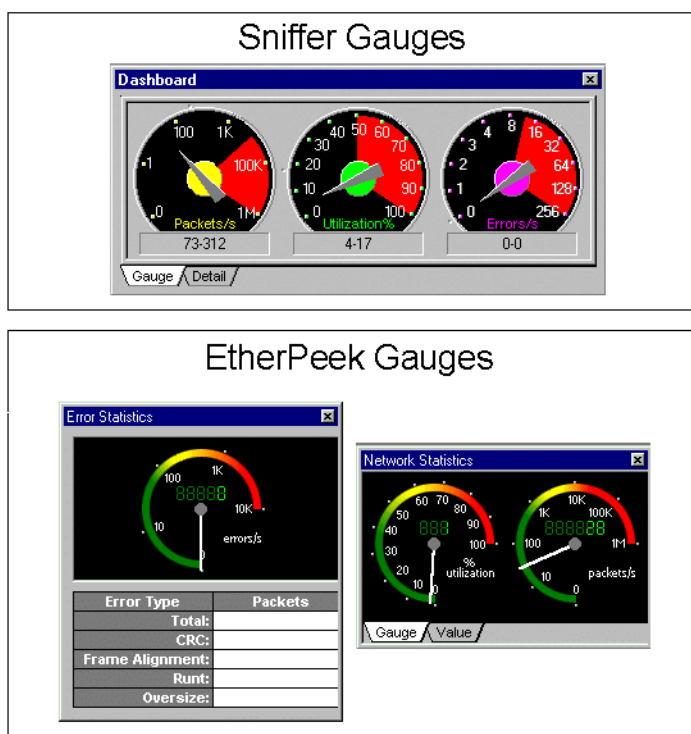 Sniffer Gauges
Dashboard
0 1 100 1K 100K 1M
Packets/s
73-312
0 10 20 30 40 50 60 70 80 90 100
Utilization%
4-17
0 1 2 3 4 8 16 32 64 128 256
Errors/s
0-0
Gauge Detail
EtherPeek Gauges
Error Statistics
0 10 100 1K 10K
errors/s
Error Type Packets
Total:
CRC:
Frame Alignment:
Runt:
Oversize:
Network Statistics
0 10 20 30 40 50 60 70 80 90 100
%
utilization
0 10 100 1K 10K 100K 1M
packets/s
Gauge Value